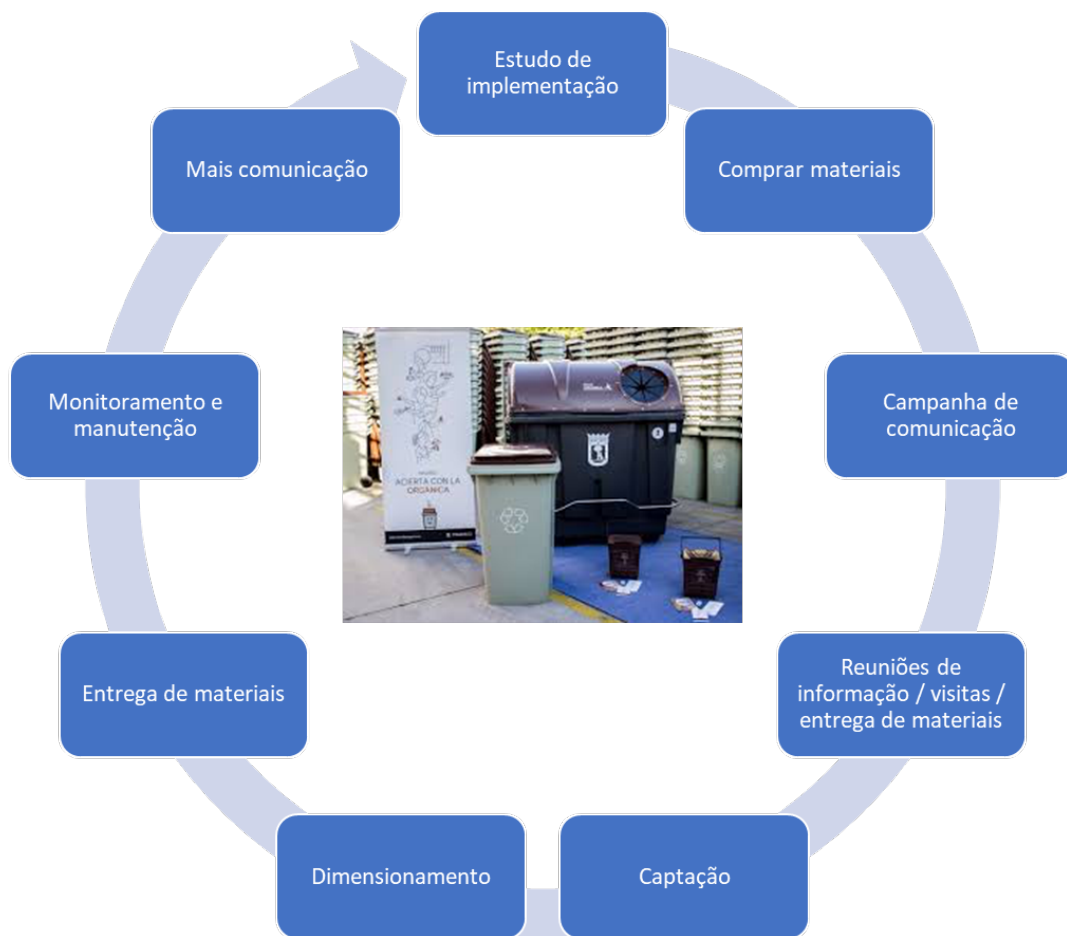 Estudo de
implementação
Comprar materiais
Campanha de
comunicação
Reuniões de
informação / visitas /
entrega de materiais
Captação
Dimensionamento
Entrega de materiais
Monitoramento e
manutenção
Mais comunicação
ACIERTA CON LA
ORGÁNICA